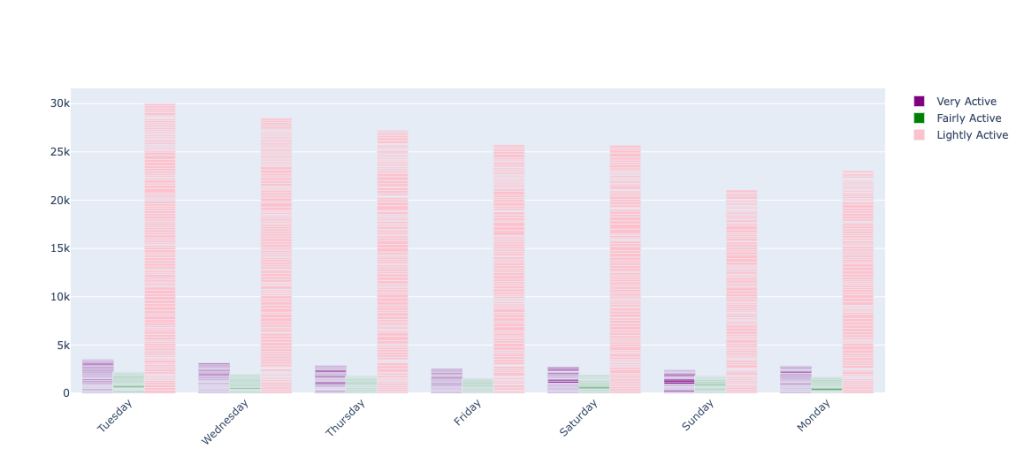 30k
25k
20k
15k
10k
5k
0
Tuesday
Wednesday
Thursday
Friday
Saturday
Sunday
Monday
Very Active
Fairly Active
Lightly Active